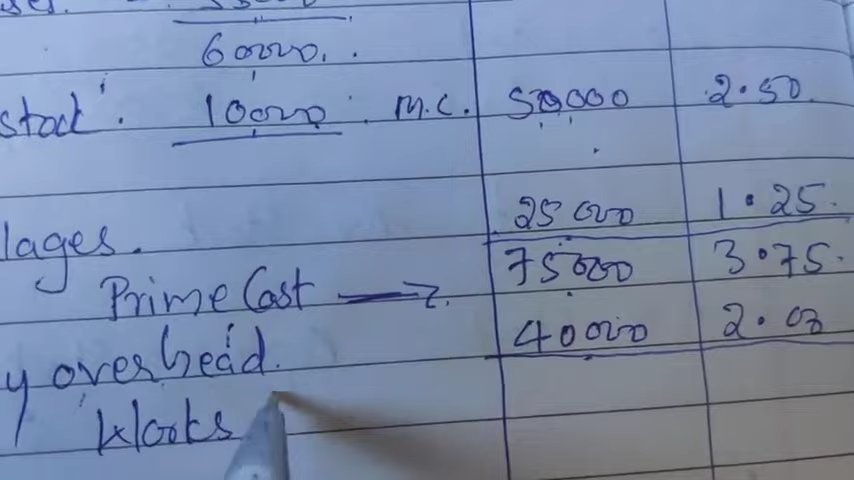 60000.
stock. 10000 M.C. 50000 2.50
lages. 25000 1.25
Prime Cost 75000 3.75
y overhead. 40000 2.00
Works